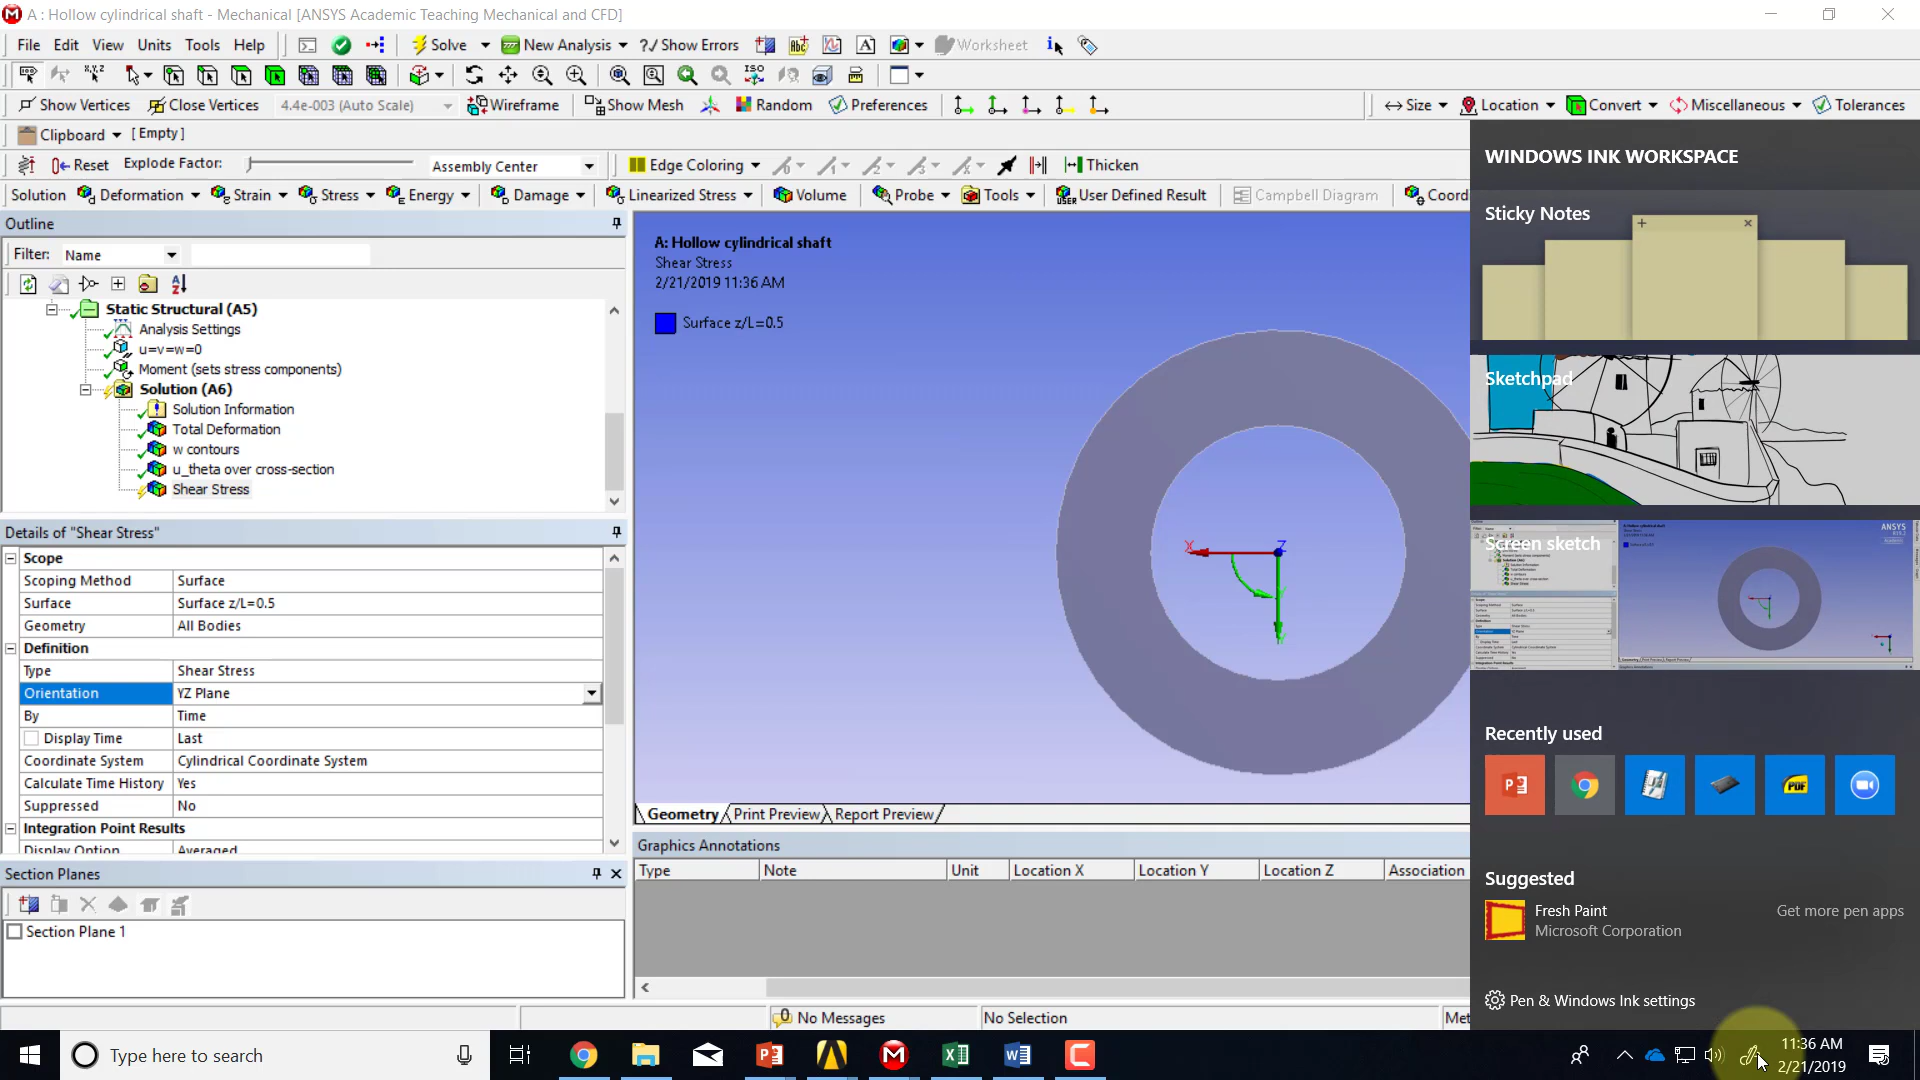 A : Hollow cylindrical shaft - Mechanical [ANSYS Academic Teaching Mechanical and CFD]
File Edit View Units Tools Help Solve New Analysis ?/ Show Errors Worksheet
Show Vertices Close Vertices 4.4e-003 (Auto Scale) Wireframe Show Mesh Random Preferences Size Location Convert Miscellaneous Tolerances
Clipboard [ Empty ]
Reset Explode Factor: Assembly Center Edge Coloring Thicken
Solution Deformation Strain Stress Energy Damage Linearized Stress Volume Probe Tools User Defined Result Campbell Diagram Coord
Outline
Filter: Name
Static Structural (A5)
Analysis Settings
u=v=w=0
Moment (sets stress components)
Solution (A6)
Solution Information
Total Deformation
w contours
u_theta over cross-section
Shear Stress
Details of "Shear Stress"
Scope
Scoping Method Surface
Surface Surface z/L=0.5
Geometry All Bodies
Definition
Type Shear Stress
Orientation YZ Plane
By Time
Display Time Last
Coordinate System Cylindrical Coordinate System
Calculate Time History Yes
Suppressed No
Integration Point Results
Display Option Averaged
Section Planes
Section Plane 1
A: Hollow cylindrical shaft
Shear Stress
2/21/2019 11:36 AM
Surface z/L=0.5
X
Z
Geometry Print Preview Report Preview
Graphics Annotations
Type Note Unit Location X Location Y Location Z Association
No Messages No Selection Met
WINDOWS INK WORKSPACE
Sticky Notes
Sketchpad
Screen sketch
Recently used
Suggested
Fresh Paint
Microsoft Corporation
Get more pen apps
Pen & Windows Ink settings
Type here to search
11:36 AM
2/21/2019